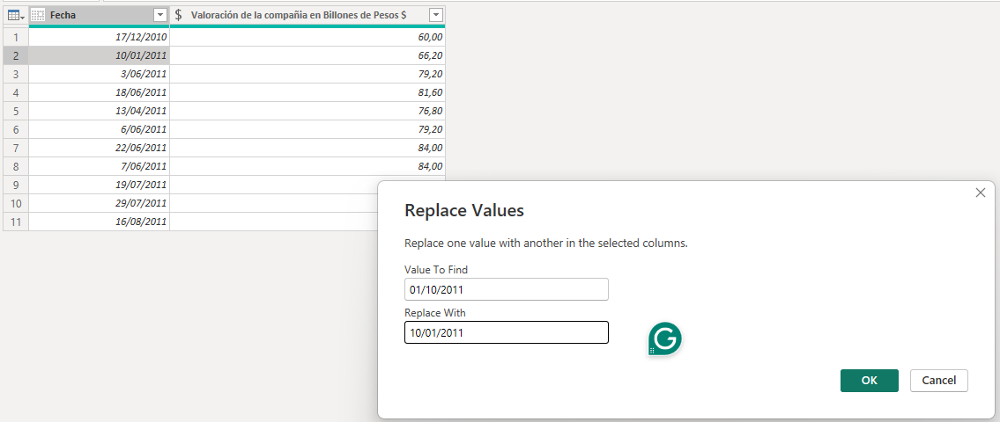 Fecha $ Valoración de la compañia en Billones de Pesos $
1 17/12/2010 60,00
2 10/01/2011 66,20
3 3/06/2011 79,20
4 18/06/2011 81,60
5 13/04/2011 76,80
6 6/06/2011 79,20
7 22/06/2011 84,00
8 7/06/2011 84,00
9 19/07/2011
10 29/07/2011
11 16/08/2011
Replace Values
Replace one value with another in the selected columns.
Value To Find
01/10/2011
Replace With
10/01/2011
G
OK Cancel